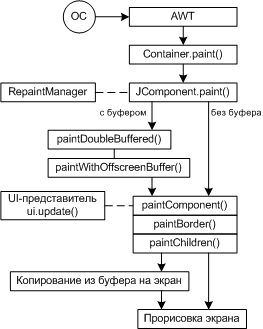 ОС
AWT
Container.paint()
RepaintManager
JComponent.paint()
с буфером
без буфера
paintDoubleBuffered()
paintWithOffscreenBuffer()
UI-представитель
ui.update()
paintComponent()
paintBorder()
paintChildren()
Копирование из буфера на экран
Прорисовка экрана